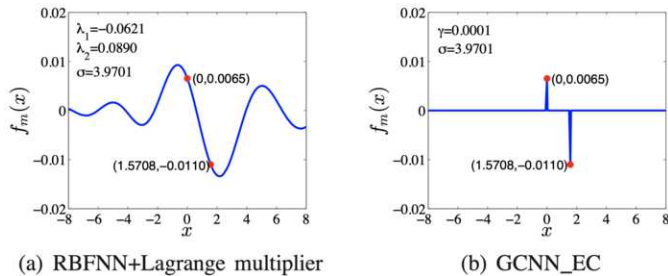 0.02
0.01
0
−0.01
−0.02
f_m(x)
λ₁=−0.0621
λ₂=0.0890
σ=3.9701
(0,0.0065)
(1.5708,−0.0110)
−8 −6 −4 −2 0 2 4 6 8
x
(a) RBFNN+Lagrange multiplier
0.02
0.01
0
−0.01
−0.02
f_m(x)
γ=0.0001
σ=3.9701
(0,0.0065)
(1.5708,−0.0110)
−8 −6 −4 −2 0 2 4 6 8
x
(b) GCNN_EC